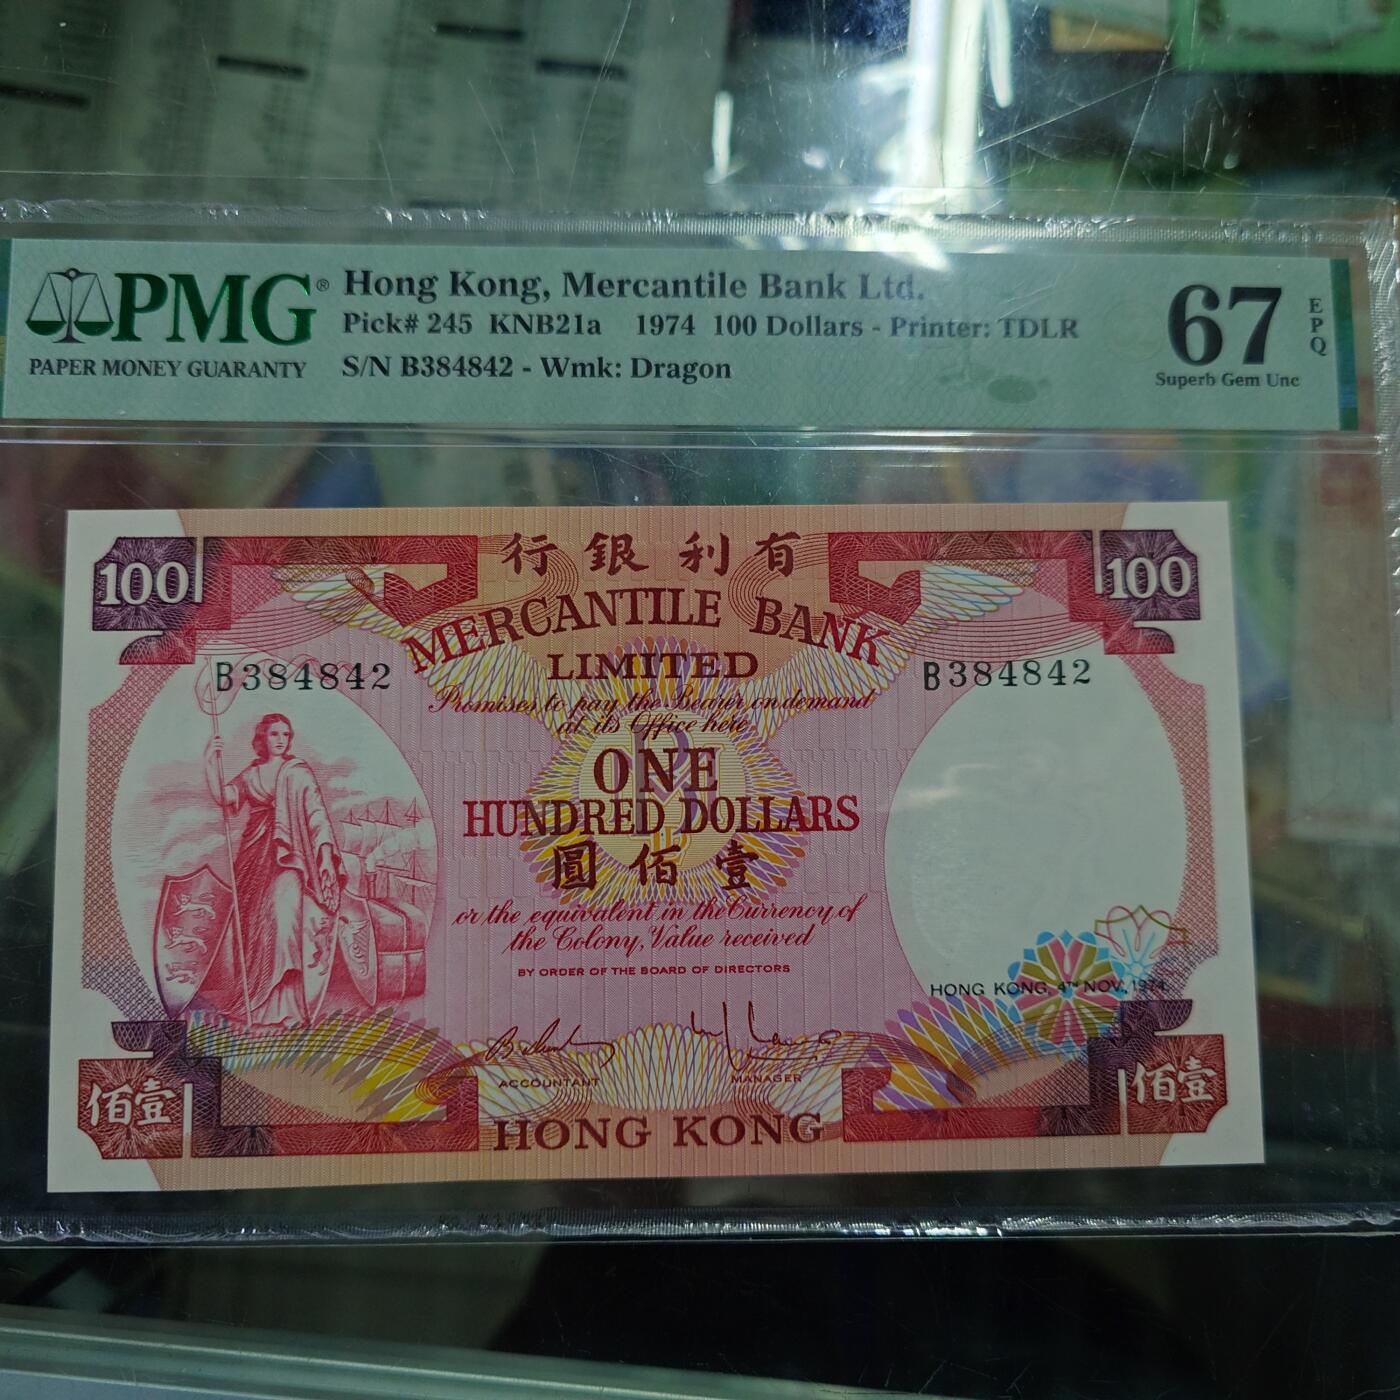 PMG®
PAPER MONEY GUARANTY
Hong Kong, Mercantile Bank Ltd.
Pick# 245 KNB21a 1974 100 Dollars - Printer: TDLR
S/N B384842 - Wmk: Dragon
67
EPQ
Superb Gem Unc
行銀利有
100
100
MERCANTILE BANK
LIMITED
B384842
B384842
Promises to pay the Bearer on demand
at its Office here
ONE
HUNDRED DOLLARS
圓佰壹
or the equivalent in the Currency of
the Colony, Value received
BY ORDER OF THE BOARD OF DIRECTORS
HONG KONG, 4TH NOV., 1974.
ACCOUNTANT
MANAGER
佰壹
佰壹
HONG KONG